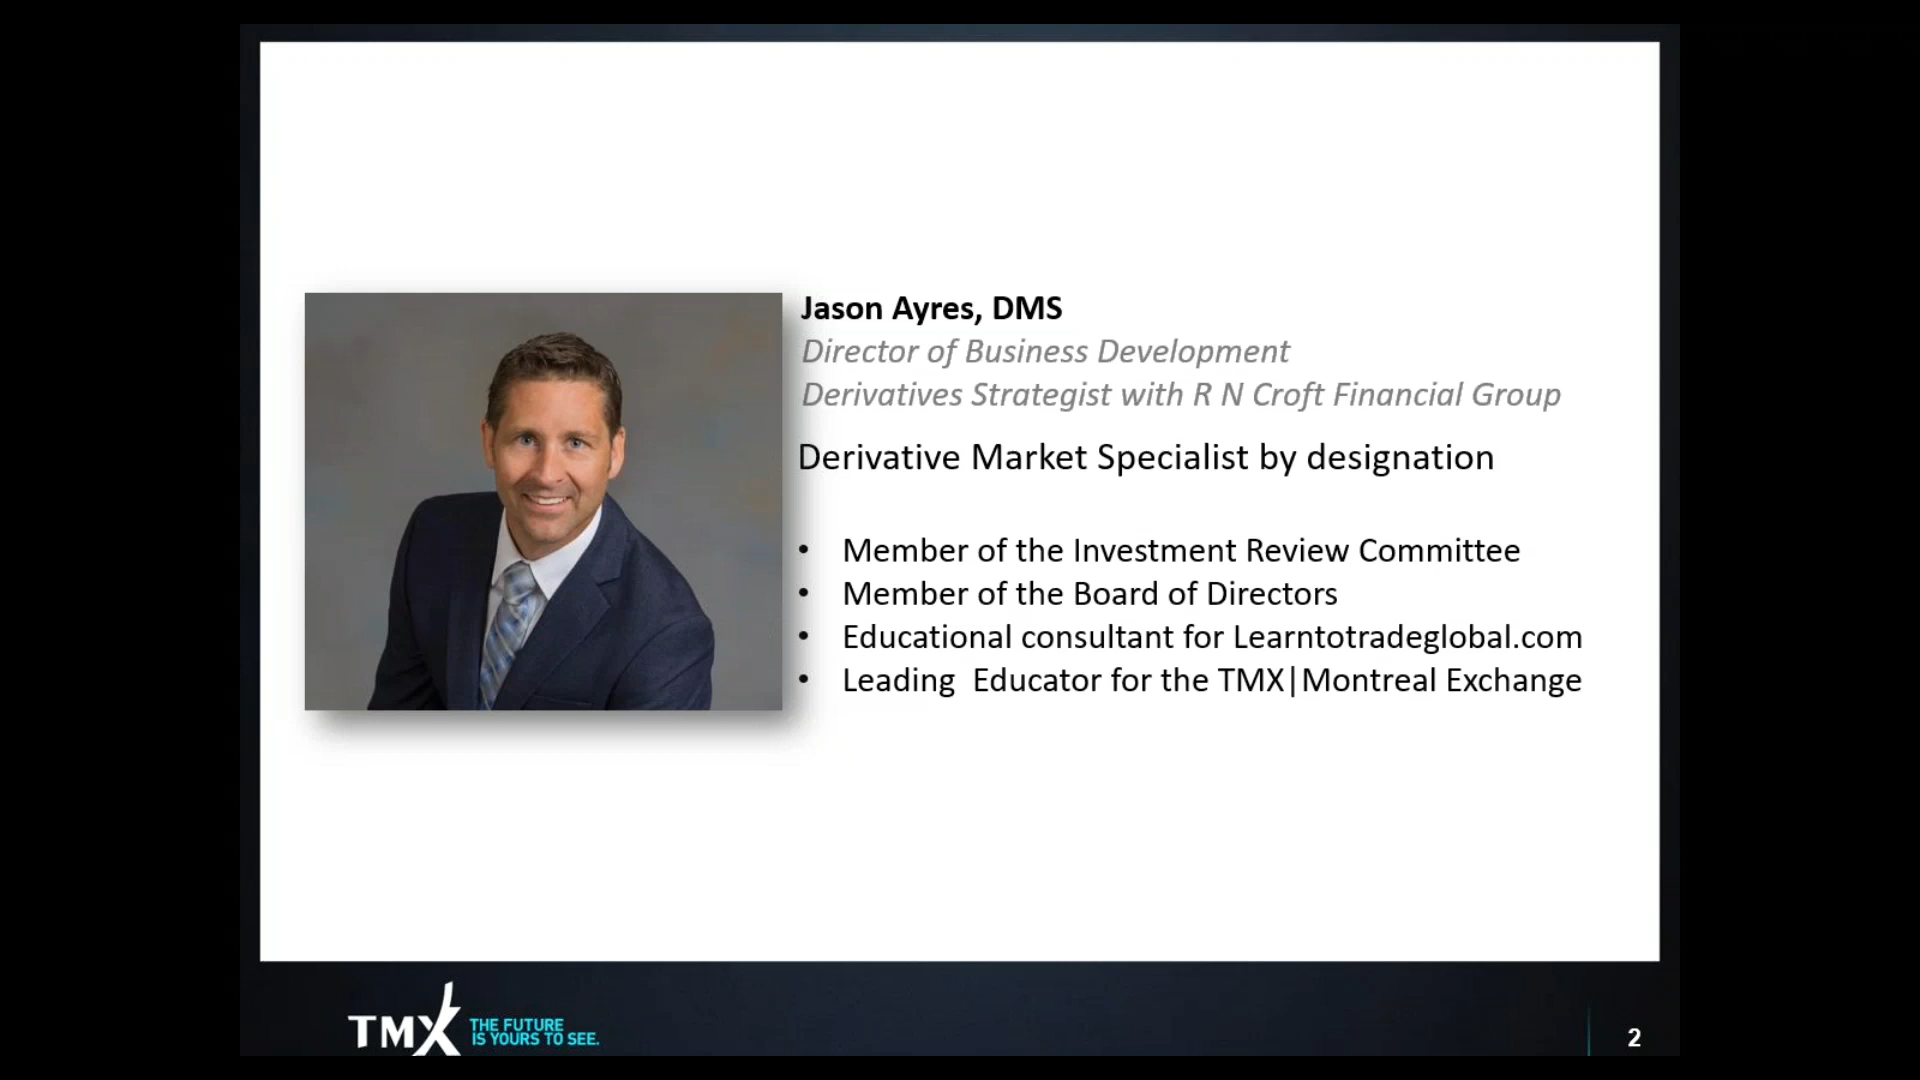 Jason Ayres, DMS
Director of Business Development
Derivatives Strategist with R N Croft Financial Group
Derivative Market Specialist by designation
• Member of the Investment Review Committee
• Member of the Board of Directors
• Educational consultant for Learntotradeglobal.com
• Leading  Educator for the TMX|Montreal Exchange
TMX THE FUTURE
IS YOURS TO SEE.
2